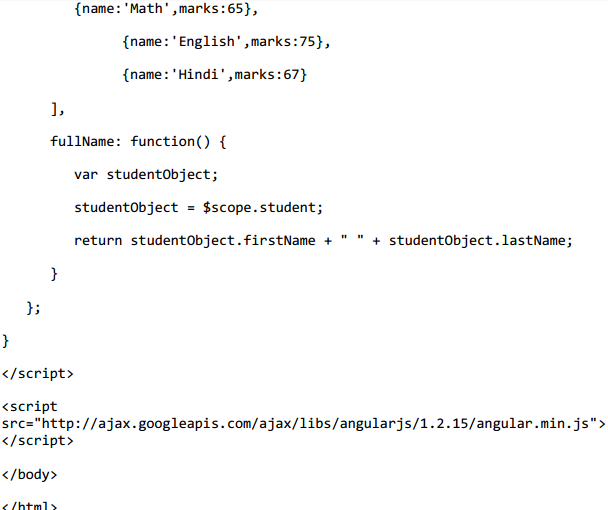 {name:'Math',marks:65},
{name:'English',marks:75},
{name:'Hindi',marks:67}
],
fullName: function() {
var studentObject;
studentObject = $scope.student;
return studentObject.firstName + " " + studentObject.lastName;
}
};
}
</script>
<script
src="http://ajax.googleapis.com/ajax/libs/angularjs/1.2.15/angular.min.js">
</script>
</body>
</html>